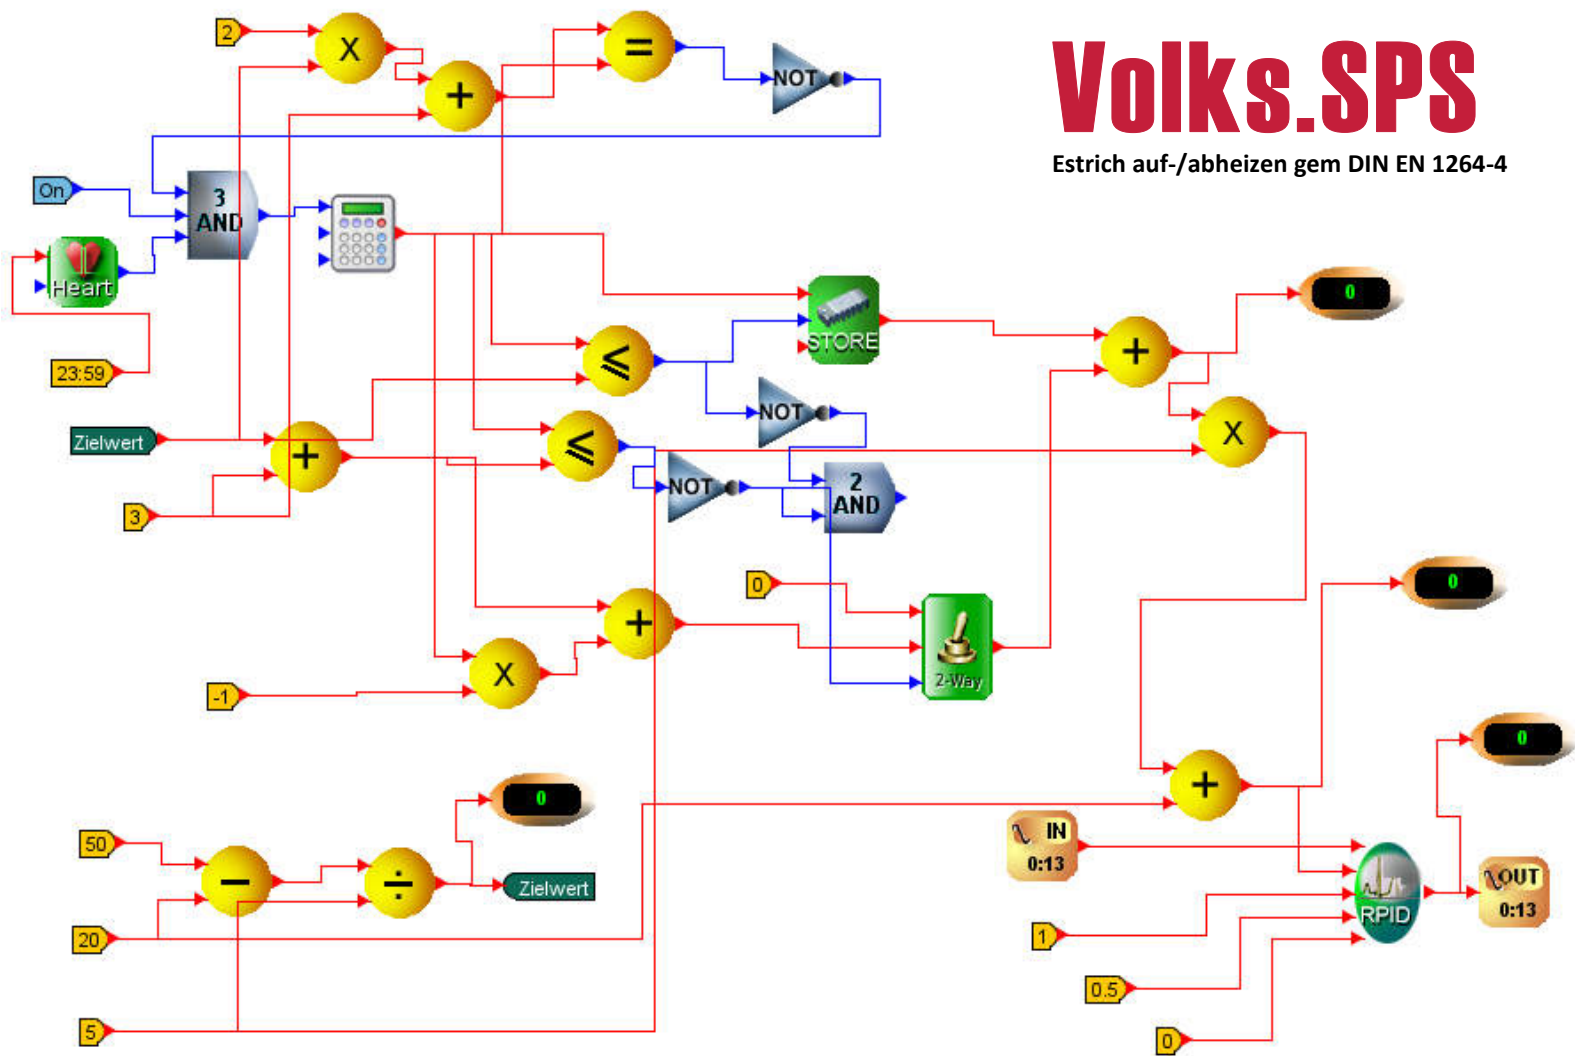 Volks.SPS
Estrich auf-/abheizen gem DIN EN 1264-4
2
X
+
=
NOT
On
3
AND
Heart
23:59
STORE
0
≤
+
NOT
Zielwert
+
≤
X
NOT
2
AND
3
0
0
+
2-Way
X
-1
0
0
+
50
IN
0:13
−
÷
Zielwert
OUT
0:13
RPID
20
1
0.5
5
0